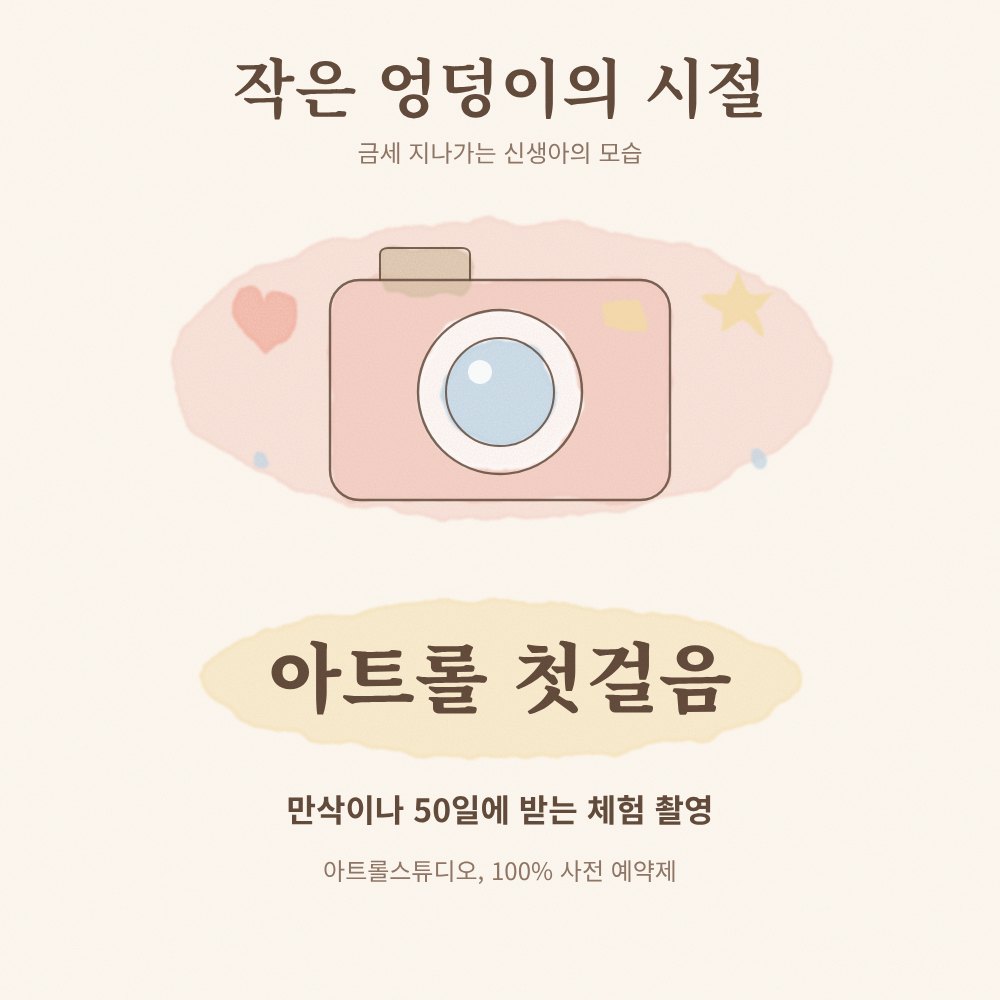 작은 엉덩이의 시절
금세 지나가는 신생아의 모습
아트롤 첫걸음
만삭이나 50일에 받는 체험 촬영
아트롤스튜디오, 100% 사전 예약제